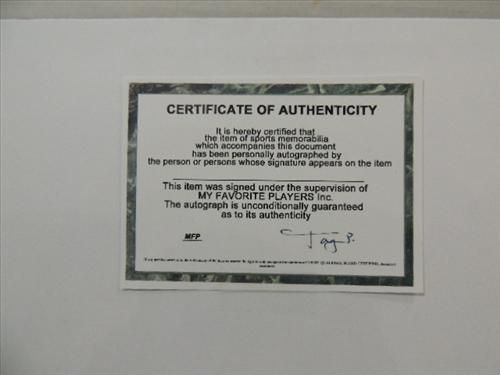 CERTIFICATE OF AUTHENTICITY
It is hereby certified that
the item of sports memorabilia
which accompanies this document
has been personally autographed by
the person or persons whose signature appears on the item
This item was signed under the supervision of
MY FAVORITE PLAYERS Inc.
The autograph is unconditionally guaranteed
as to its authenticity
MFP